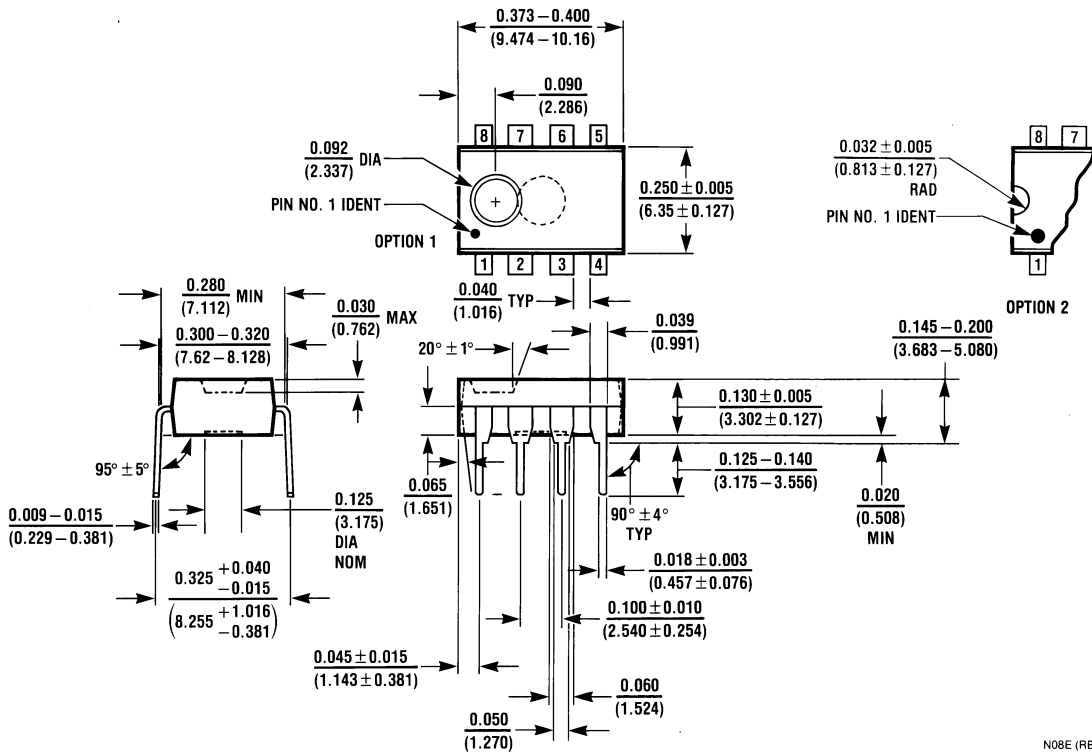 0.373 – 0.400
(9.474 – 10.16)
0.090
(2.286)
8 7 6 5
0.092 DIA
(2.337)
PIN NO. 1 IDENT
OPTION 1
0.250 ± 0.005
(6.35 ± 0.127)
1 2 3 4
0.032 ± 0.005
(0.813 ± 0.127)
RAD
PIN NO. 1 IDENT
8 7
1
OPTION 2
0.280 MIN
(7.112)
0.300 – 0.320
(7.62 – 8.128)
0.030 MAX
(0.762)
0.040 TYP
(1.016)
0.039
(0.991)
0.145 – 0.200
(3.683 – 5.080)
20° ± 1°
0.130 ± 0.005
(3.302 ± 0.127)
95° ± 5°
0.065
(1.651)
0.125 – 0.140
(3.175 – 3.556)
0.020
(0.508)
MIN
90° ± 4°
TYP
0.009 – 0.015
(0.229 – 0.381)
0.125
(3.175)
DIA
NOM
0.018 ± 0.003
(0.457 ± 0.076)
0.325 +0.040
–0.015
(8.255 +1.016
–0.381)
0.100 ± 0.010
(2.540 ± 0.254)
0.045 ± 0.015
(1.143 ± 0.381)
0.060
(1.524)
0.050
(1.270)
N08E (RE